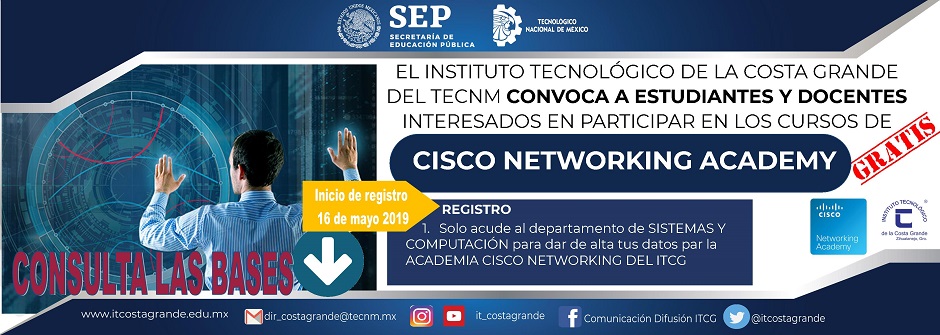 ESTADOS UNIDOS MEXICANOS
SEP
SECRETARÍA DE
EDUCACIÓN PÚBLICA
TECNOLÓGICO
NACIONAL DE MÉXICO
EL INSTITUTO TECNOLÓGICO DE LA COSTA GRANDE
DEL TECNM CONVOCA A ESTUDIANTES Y DOCENTES
INTERESADOS EN PARTICIPAR EN LOS CURSOS DE
CISCO NETWORKING ACADEMY
GRATIS
Inicio de registro
16 de mayo 2019
REGISTRO
1. Solo acude al departamento de SISTEMAS Y
COMPUTACIÓN para dar de alta tus datos par la
ACADEMIA CISCO NETWORKING DEL ITCG
CONSULTA LAS BASES
cisco
Networking
Academy
INSTITUTO TECNOLÓGICO
de la Costa Grande
Zihuatanejo, Gro.
www.itcostagrande.edu.mx
dir_costagrande@tecnm.mx
it_costagrande
Comunicación Difusión ITCG
@itcostagrande